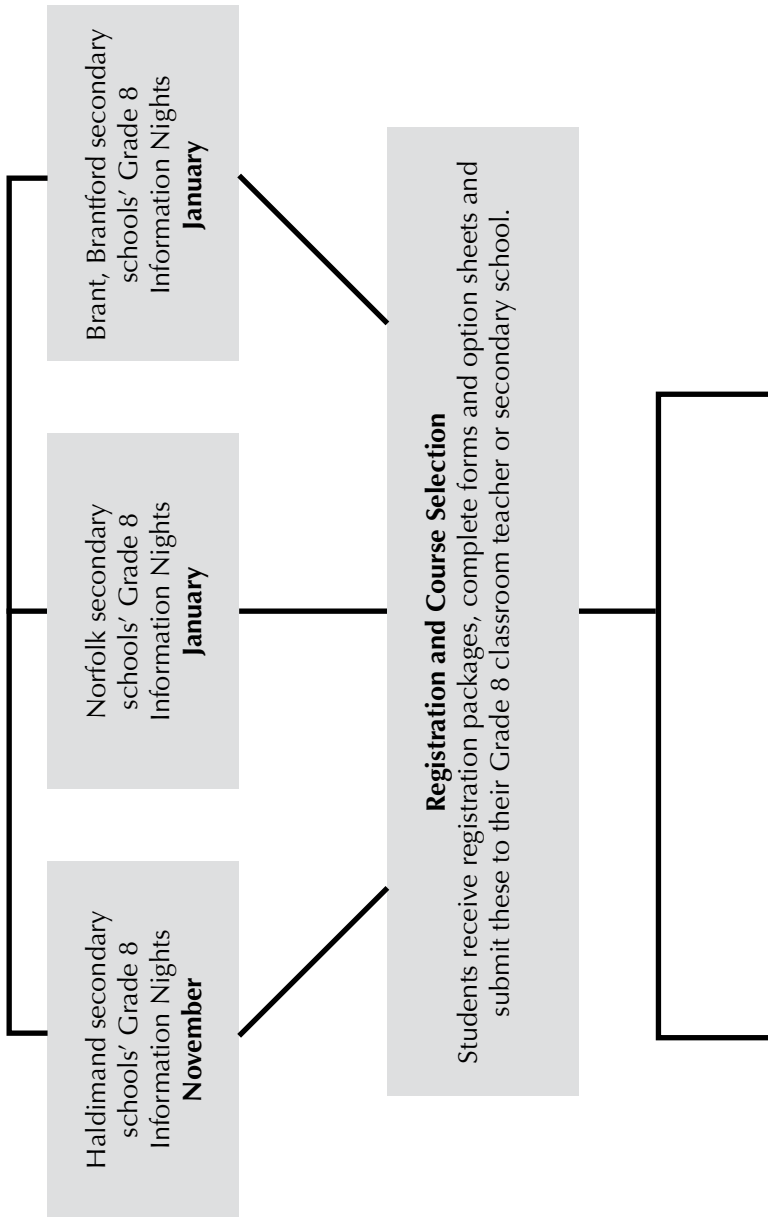 Haldimand secondary
schools’ Grade 8
Information Nights
November
Norfolk secondary
schools’ Grade 8
Information Nights
January
Brant, Brantford secondary
schools’ Grade 8
Information Nights
January
Registration and Course Selection
Students receive registration packages, complete forms and option sheets and
submit these to their Grade 8 classroom teacher or secondary school.